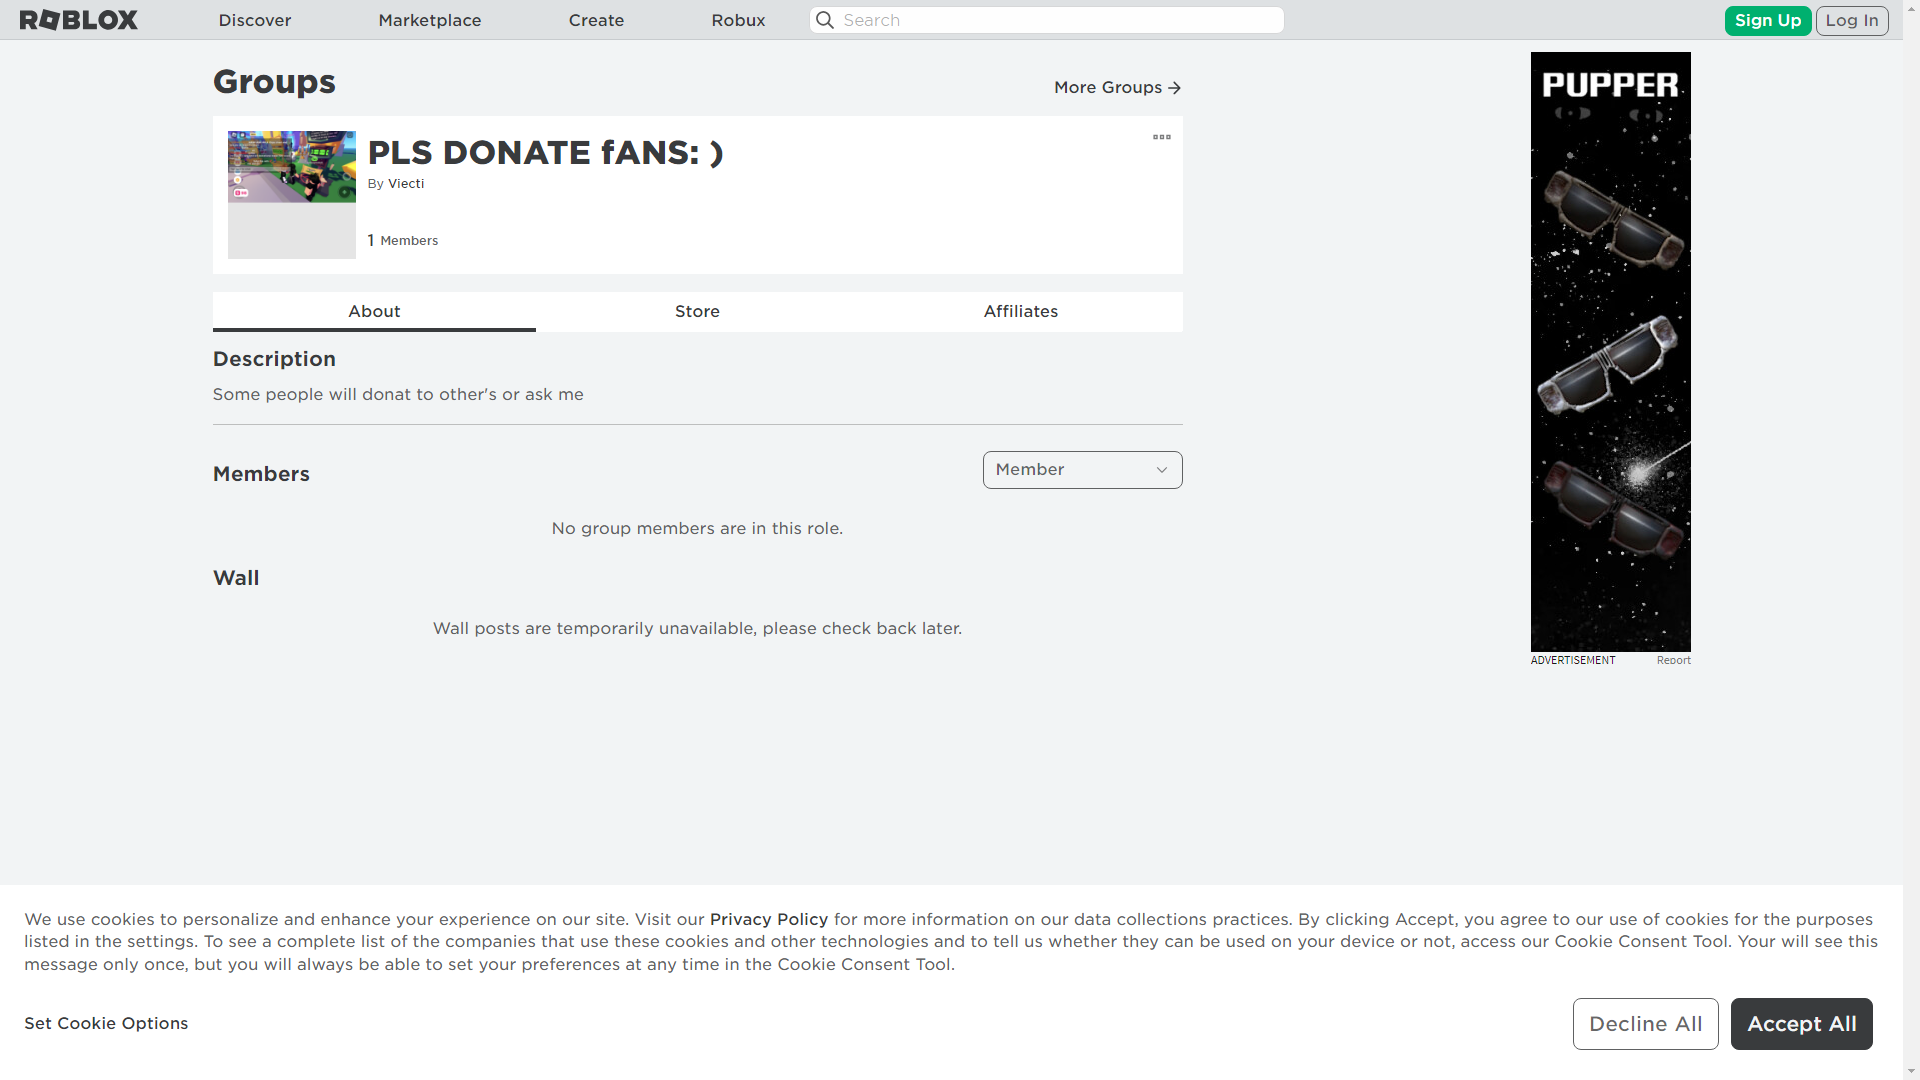 ROBLOX Discover Marketplace Create Robux Search Sign Up Log In
Groups
More Groups
PLS DONATE fANS: )
By Viecti
1 Members
About Store Affiliates
Description
Some people will donat to other's or ask me
Members
Member
No group members are in this role.
Wall
Wall posts are temporarily unavailable, please check back later.
PUPPER
ADVERTISEMENT Report
We use cookies to personalize and enhance your experience on our site. Visit our Privacy Policy for more information on our data collections practices. By clicking Accept, you agree to our use of cookies for the purposes
listed in the settings. To see a complete list of the companies that use these cookies and other technologies and to tell us whether they can be used on your device or not, access our Cookie Consent Tool. Your will see this
message only once, but you will always be able to set your preferences at any time in the Cookie Consent Tool.
Set Cookie Options
Decline All
Accept All